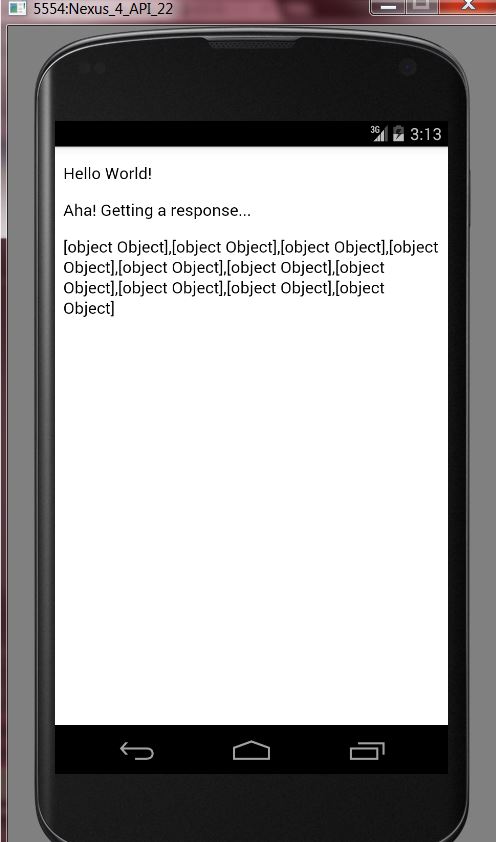 5554:Nexus_4_API_22
3G 3:13
Hello World!
Aha! Getting a response...
[object Object],[object Object],[object Object],[object
Object],[object Object],[object Object],[object
Object],[object Object],[object Object],[object
Object]